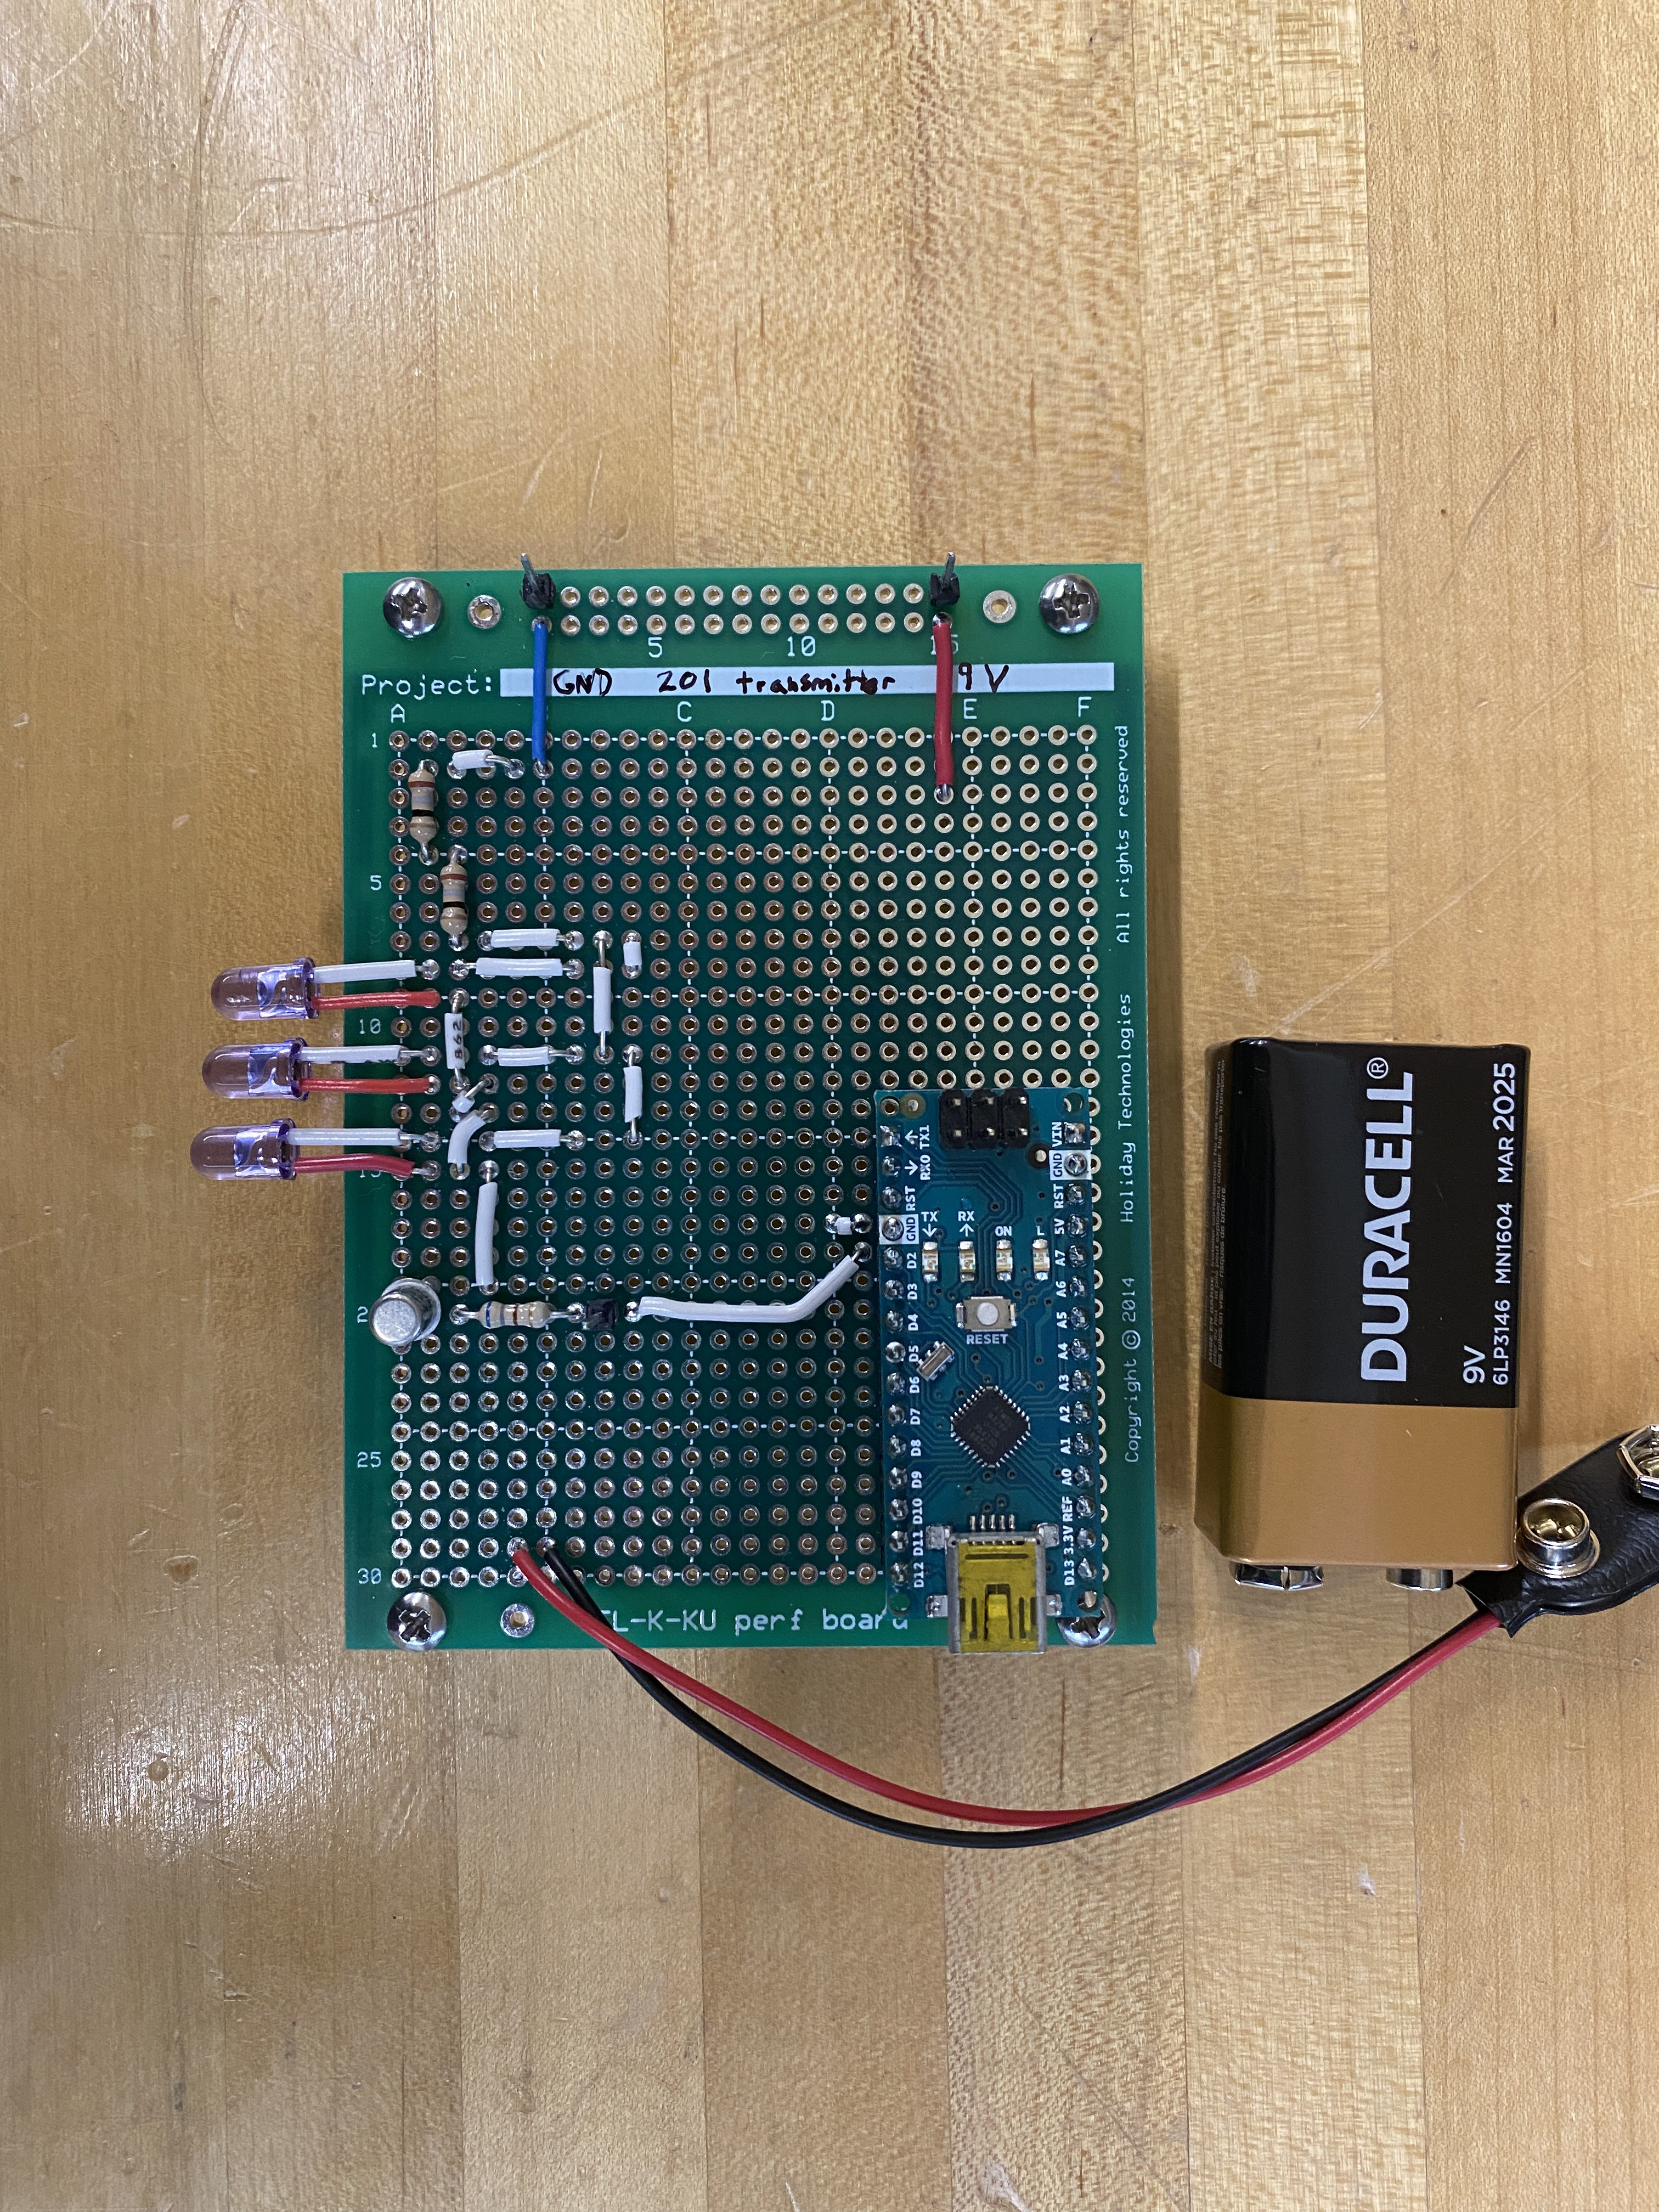 5 10 15
Project: GND 201 transmitter 9V
A C D E F
1
5
10
862
25
30
All rights reserved
Holiday Technologies
Copyright © 2014
L-K-KU perf board
TX1
RX0
RST
GND
D2
D3
D4
D5
D6
D7
D8
D9
D10
D11
D12
TX RX ON L
RESET
VIN
GND
RST
5V
A7
A6
A5
A4
A3
A2
A1
A0
REF
3.3V
D13
DURACELL®
9V
6LP3146 MN1604 MAR 2025